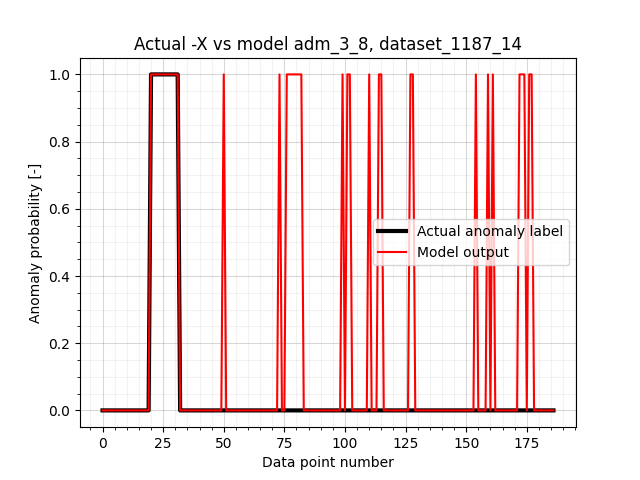 Actual -X vs model adm_3_8, dataset_1187_14
Anomaly probability [-]
1.0
0.8
0.6
0.4
0.2
0.0
Actual anomaly label
Model output
0 25 50 75 100 125 150 175
Data point number